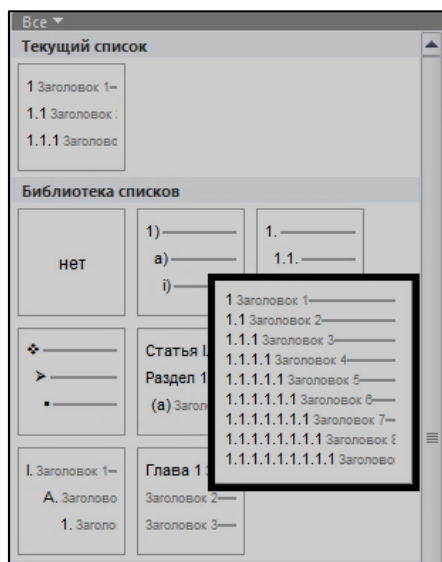 Все
Текущий список
1 Заголовок 1
1.1 Заголовок
1.1.1 Заголовс
Библиотека списков
нет
1)
a)
i)
1.
1.1.
1 Заголовок 1
1.1 Заголовок 2
1.1.1 Заголовок 3
1.1.1.1 Заголовок 4
1.1.1.1.1 Заголовок 5
1.1.1.1.1.1 Заголовок 6
1.1.1.1.1.1.1 Заголовок 7
1.1.1.1.1.1.1.1 Заголовок 8
1.1.1.1.1.1.1.1.1 Заголово
Статья I.
Раздел 1
(a) Загол
I. Заголовок 1
A. Заголово
1. Заголо
Глава 1
Заголовок 2
Заголовок 3